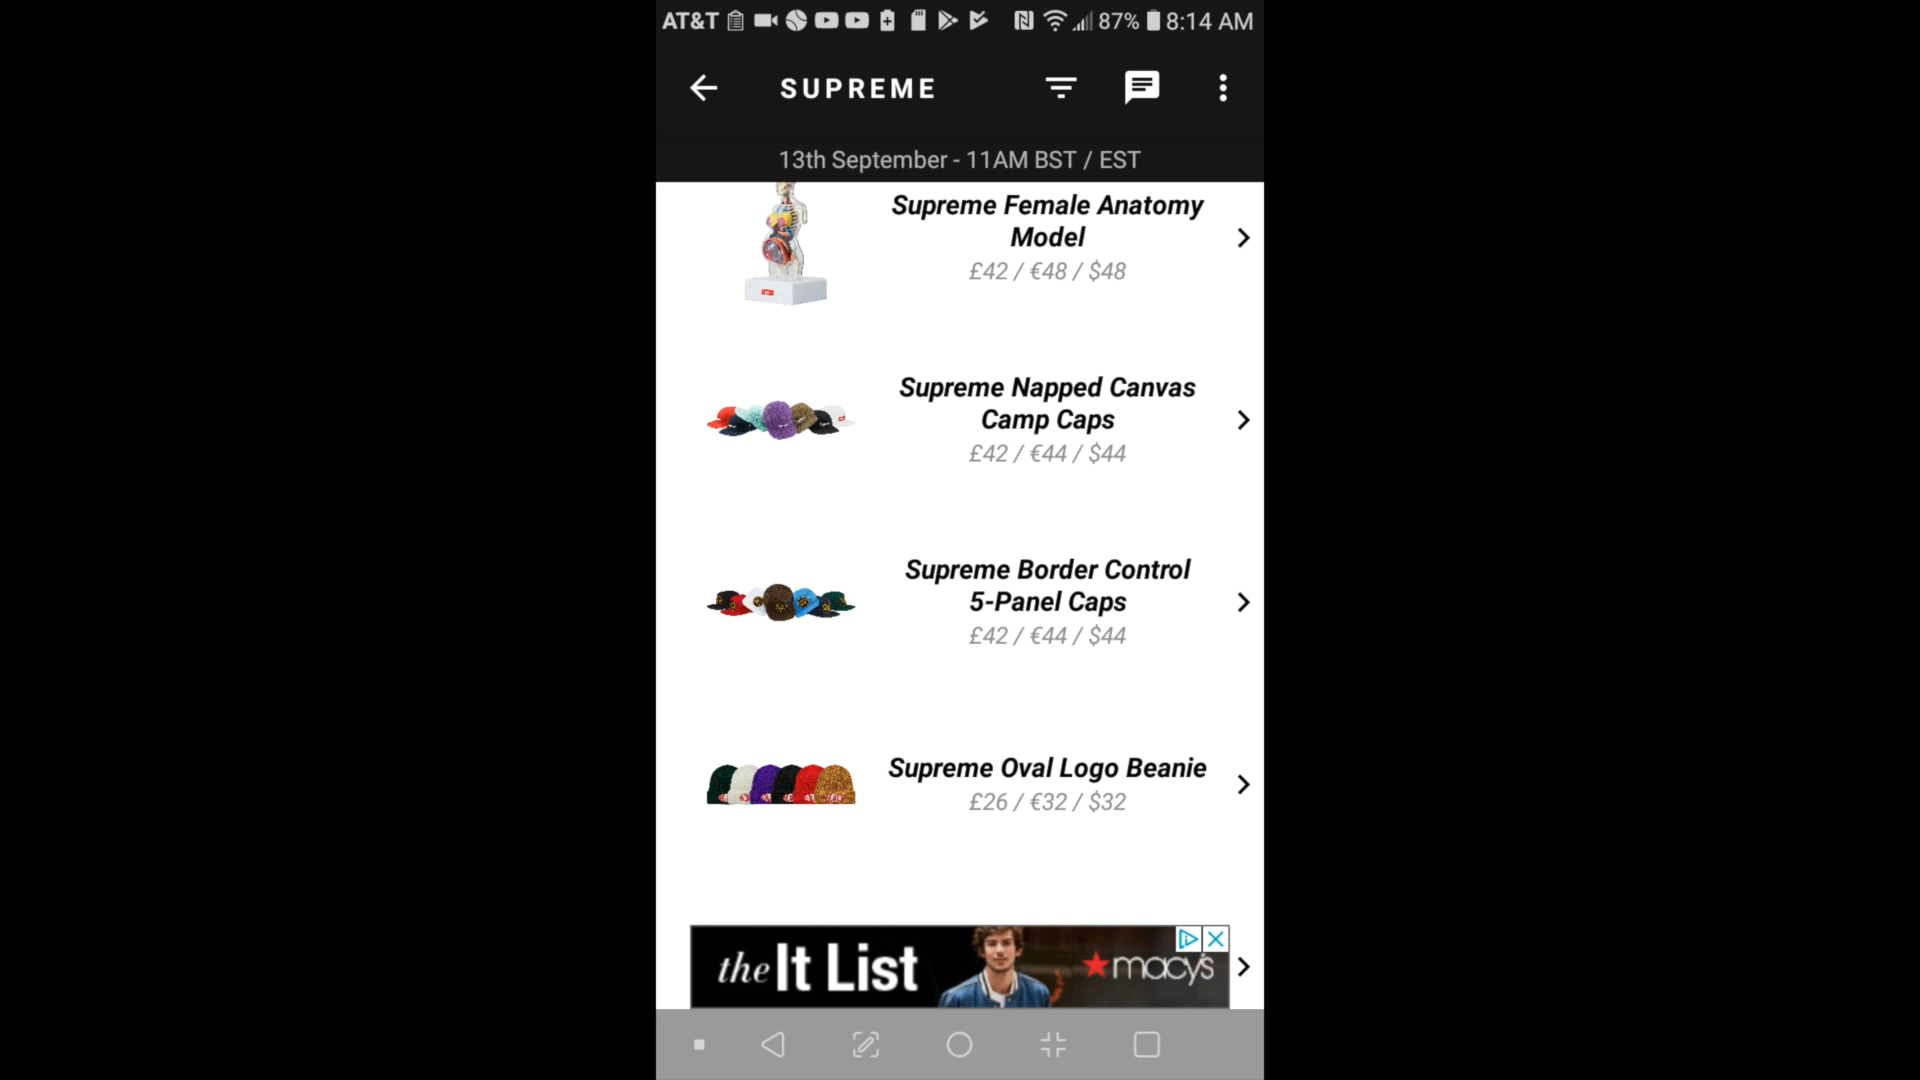 AT&T 87% 8:14 AM
SUPREME
13th September - 11AM BST / EST
Supreme Female Anatomy
Model
£42 / €48 / $48
Supreme Napped Canvas
Camp Caps
£42 / €44 / $44
Supreme Border Control
5-Panel Caps
£42 / €44 / $44
Supreme Oval Logo Beanie
£26 / €32 / $32
the It List macy's